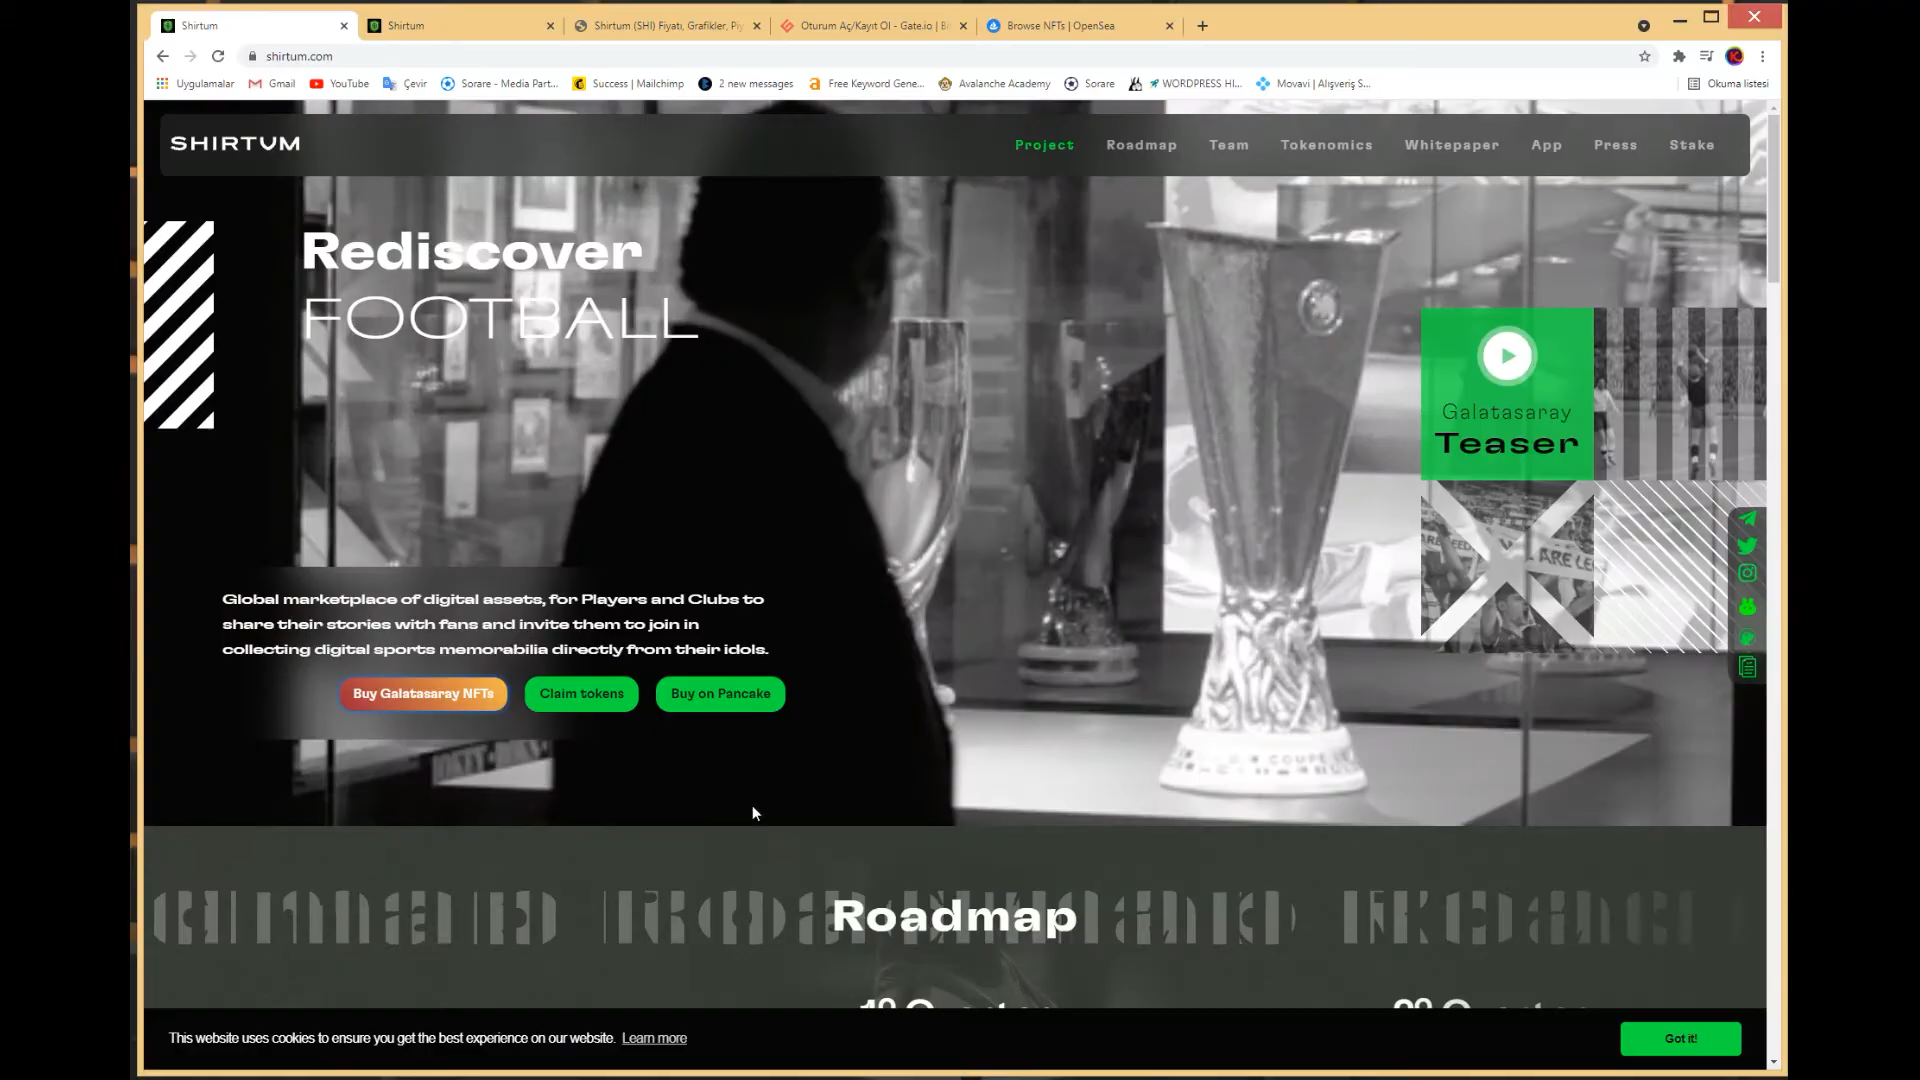 Shirtum
Shirtum
Shirtum (SHI) Fiyatı, Grafikler, Piy
Oturum Aç/Kayıt Ol - Gate.io | Bi
Browse NFTs | OpenSea
shirtum.com
Uygulamalar
Gmail
YouTube
Çevir
Sorare - Media Part...
Success | Mailchimp
2 new messages
Free Keyword Gene...
Avalanche Academy
Sorare
WORDPRESS HI...
Movavi | Alışveriş S...
Okuma listesi
SHIRTUM
Project
Roadmap
Team
Tokenomics
Whitepaper
App
Press
Stake
Rediscover
FOOTBALL
Galatasaray
Teaser
Global marketplace of digital assets, for Players and Clubs to
share their stories with fans and invite them to join in
collecting digital sports memorabilia directly from their idols.
Buy Galatasaray NFTs
Claim tokens
Buy on Pancake
COUPE
Roadmap
This website uses cookies to ensure you get the best experience on our website. Learn more
Got it!